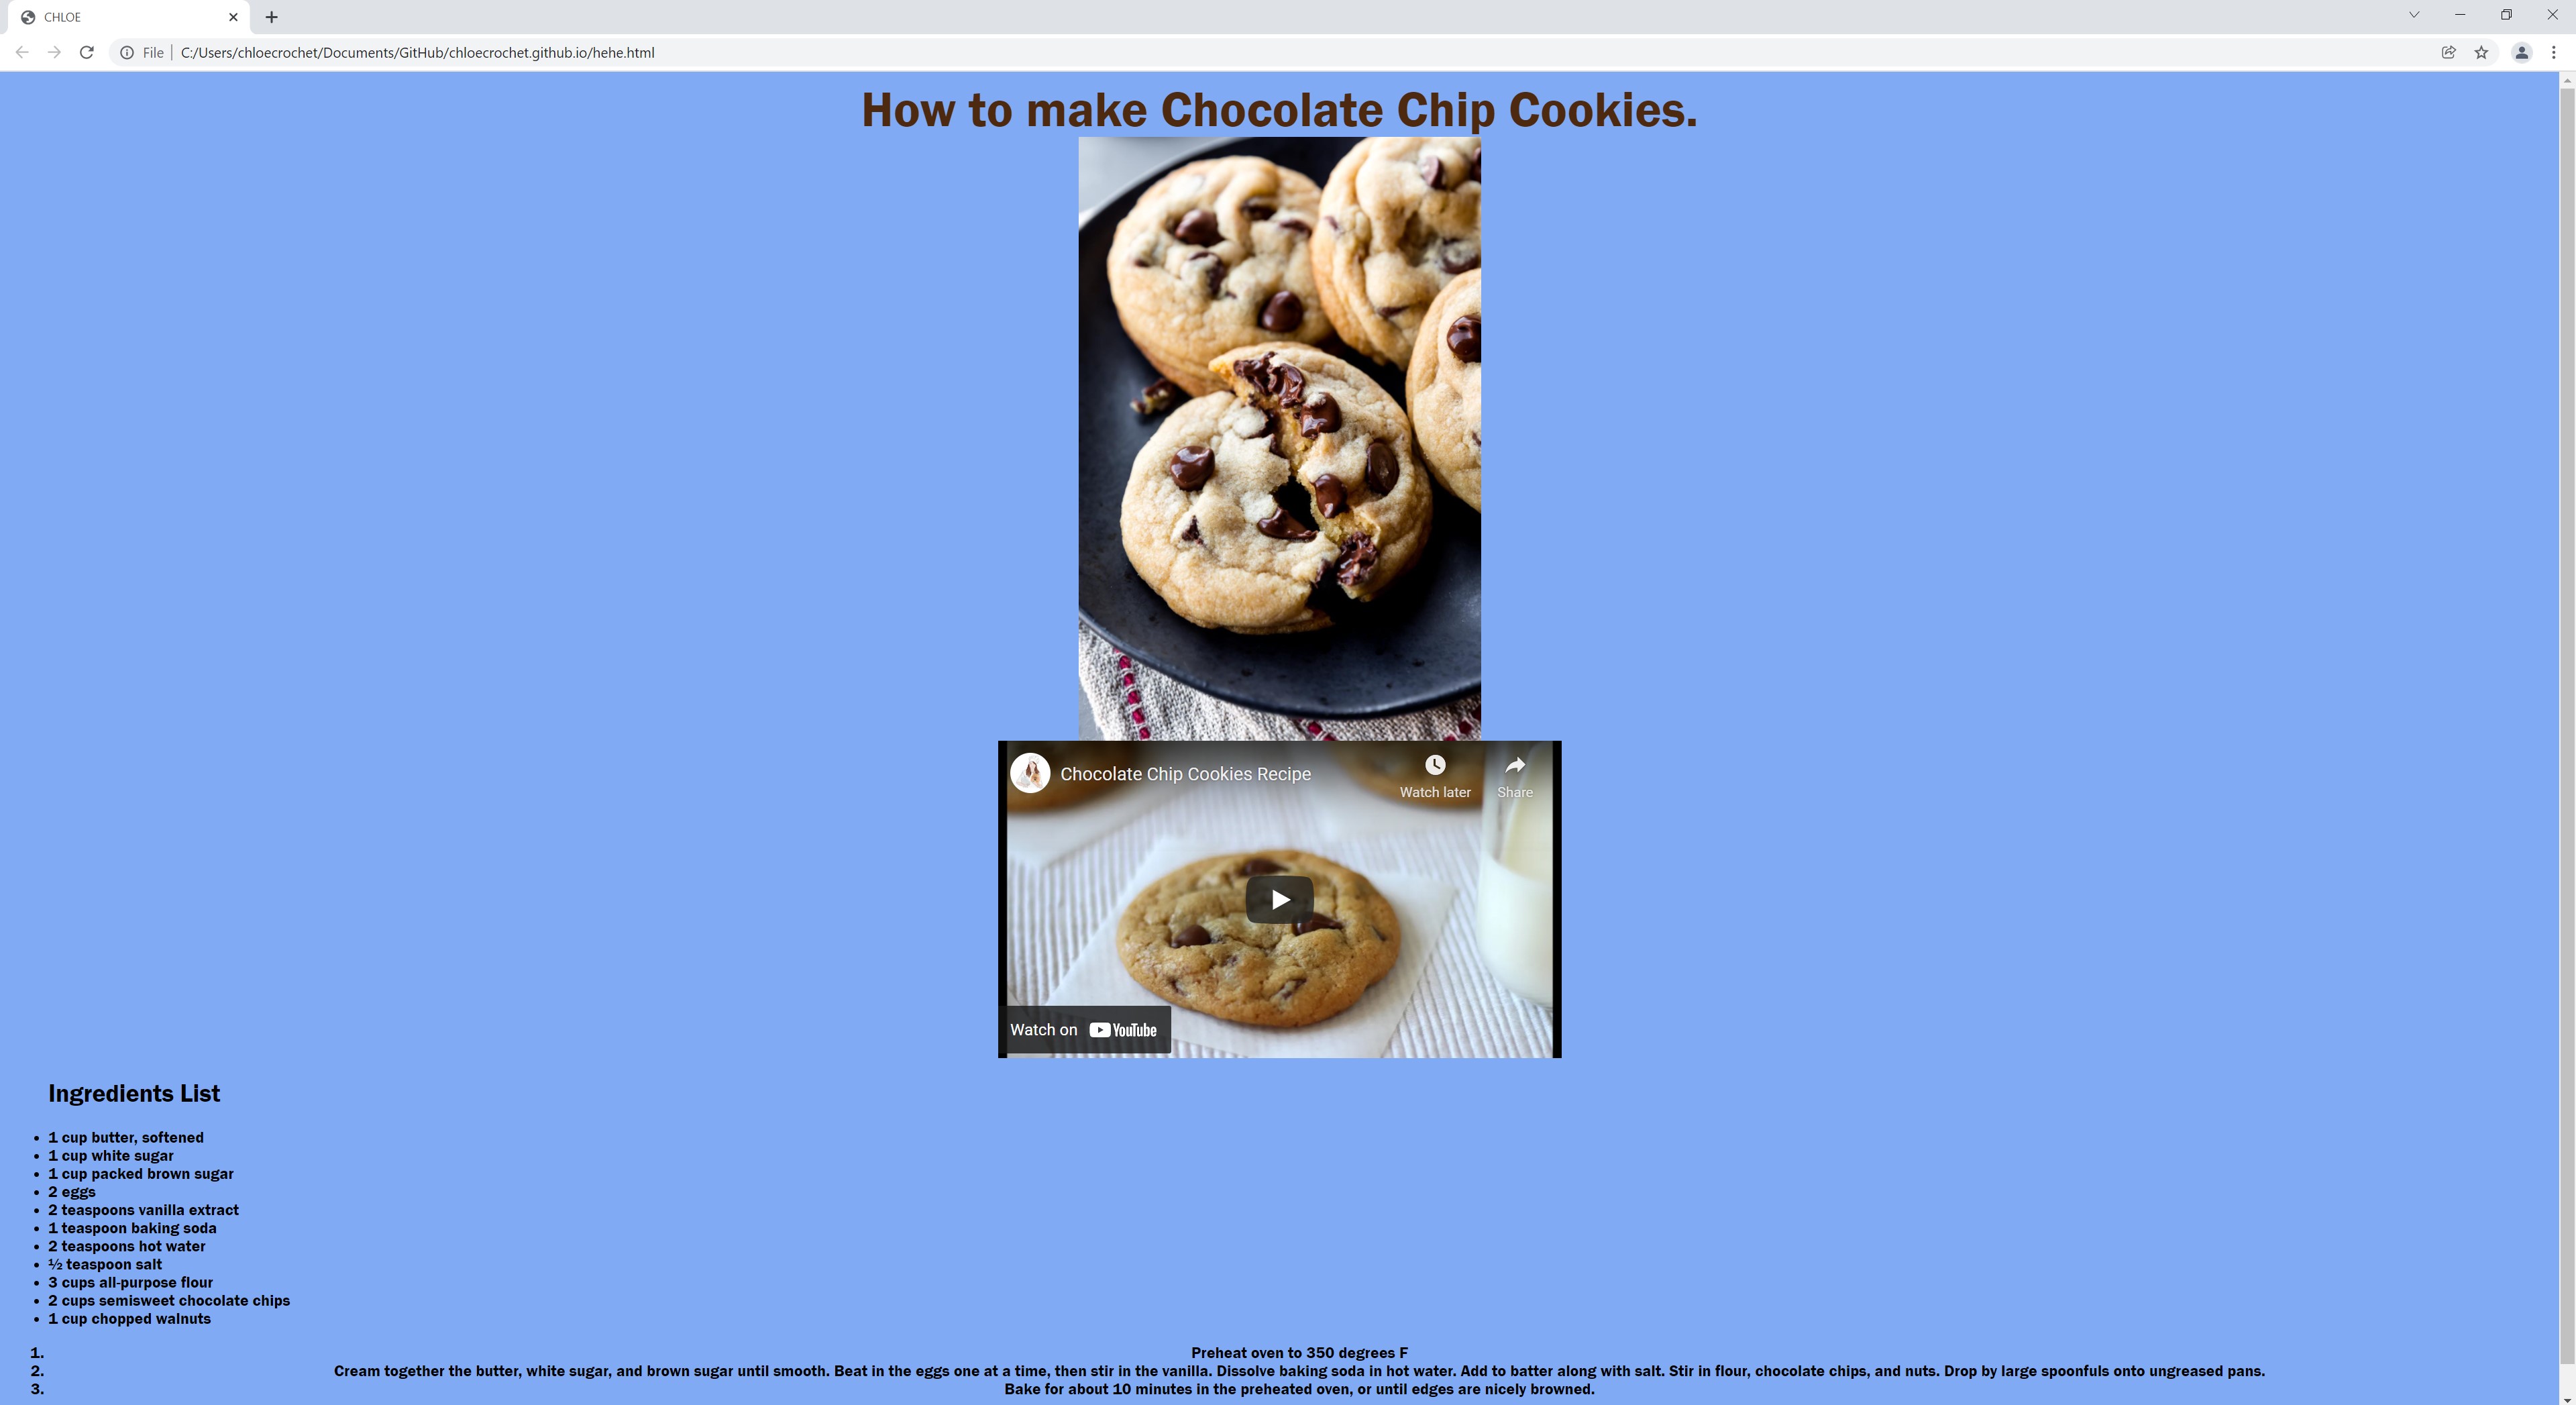 CHLOE
File
C:/Users/chloecrochet/Documents/GitHub/chloecrochet.github.io/hehe.html
How to make Chocolate Chip Cookies.
Chocolate Chip Cookies Recipe
Watch later
Share
Watch on YouTube
Ingredients List
• 1 cup butter, softened
• 1 cup white sugar
• 1 cup packed brown sugar
• 2 eggs
• 2 teaspoons vanilla extract
• 1 teaspoon baking soda
• 2 teaspoons hot water
• ½ teaspoon salt
• 3 cups all-purpose flour
• 2 cups semisweet chocolate chips
• 1 cup chopped walnuts
1. Preheat oven to 350 degrees F
2. Cream together the butter, white sugar, and brown sugar until smooth. Beat in the eggs one at a time, then stir in the vanilla. Dissolve baking soda in hot water. Add to batter along with salt. Stir in flour, chocolate chips, and nuts. Drop by large spoonfuls onto ungreased pans.
3. Bake for about 10 minutes in the preheated oven, or until edges are nicely browned.